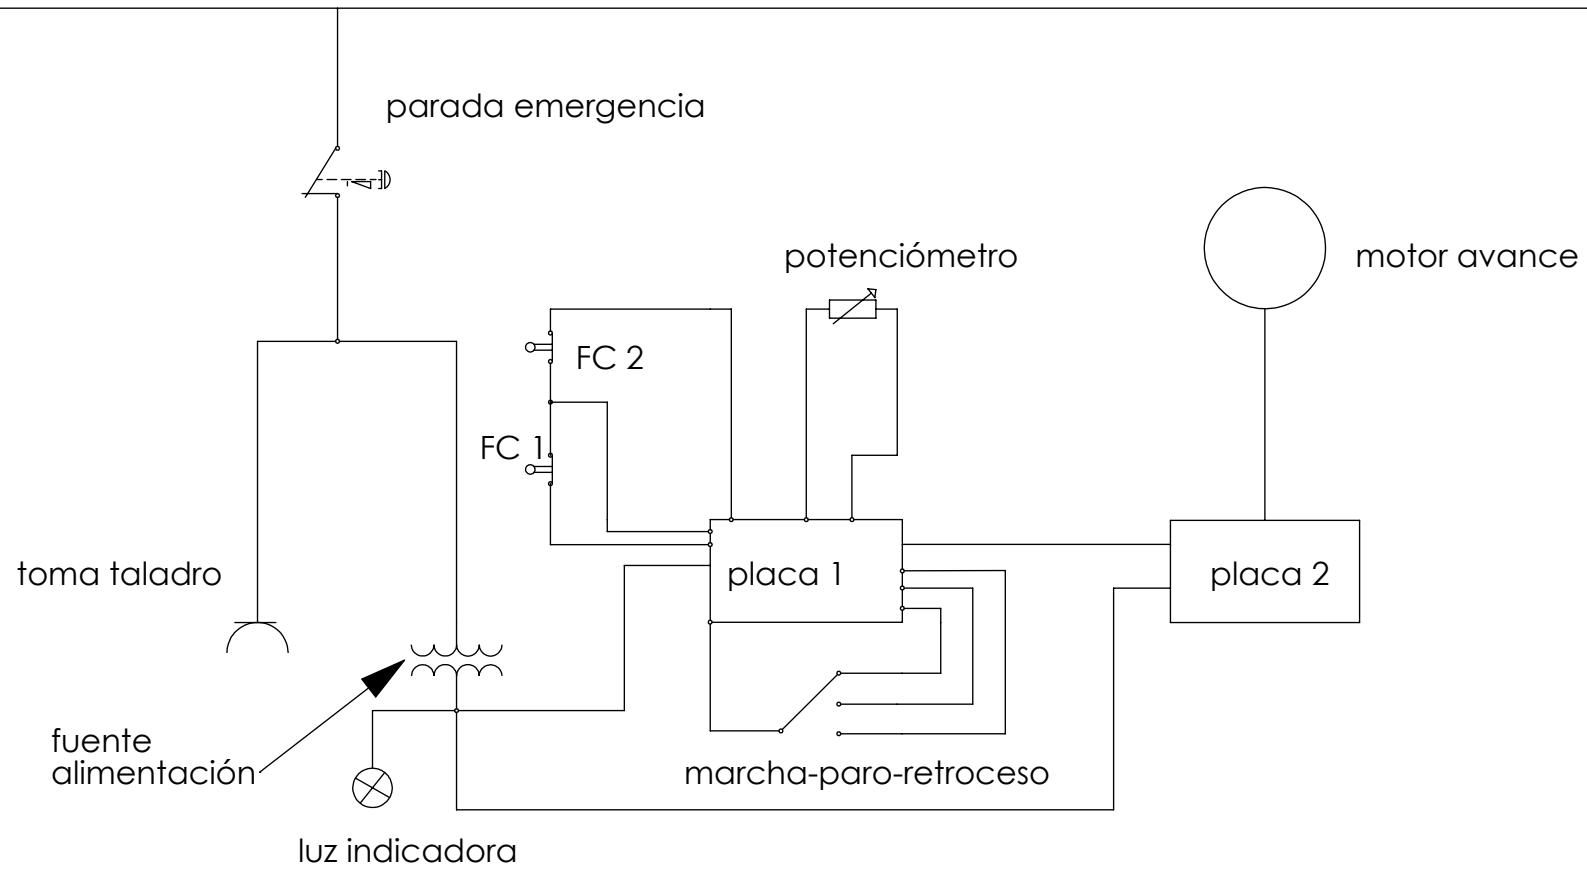 parada emergencia
potenciómetro
motor avance
FC 2
FC 1
toma taladro
placa 1
placa 2
fuente
alimentación
marcha-paro-retroceso
luz indicadora